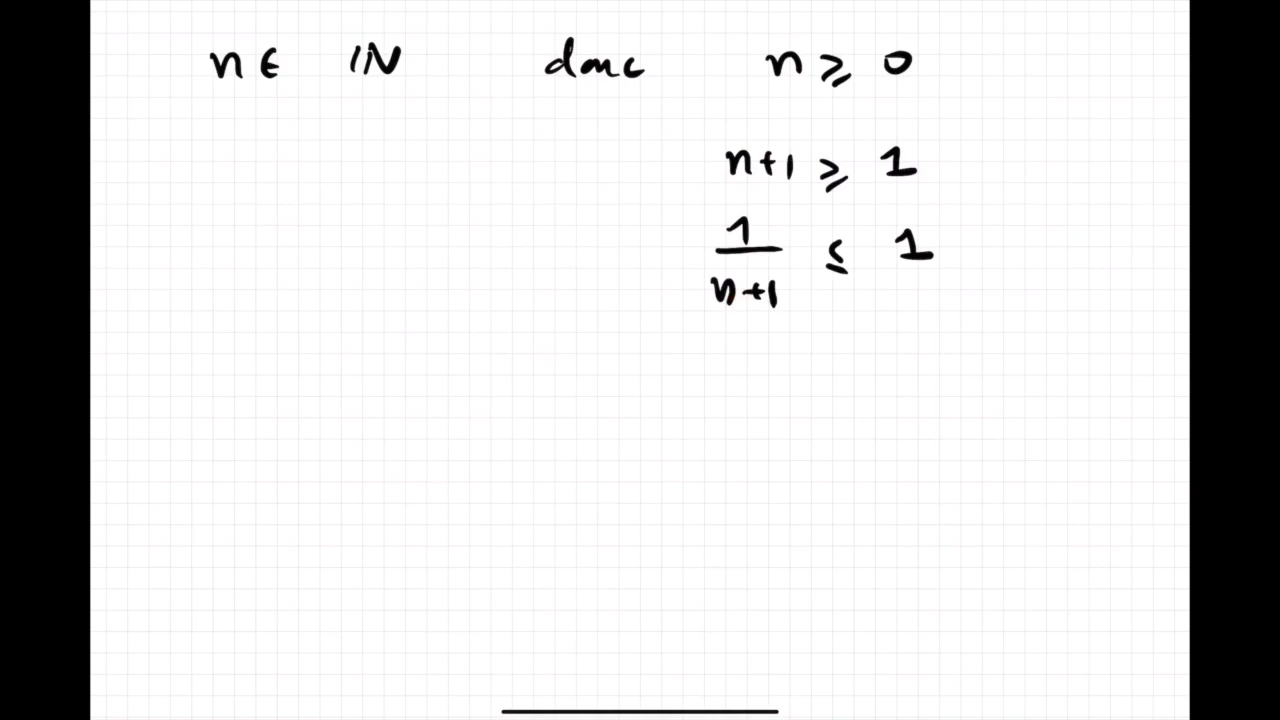 n ∈ ℕ donc n ⩾ 0
n+1 ⩾ 1
1/(n+1) ⩽ 1